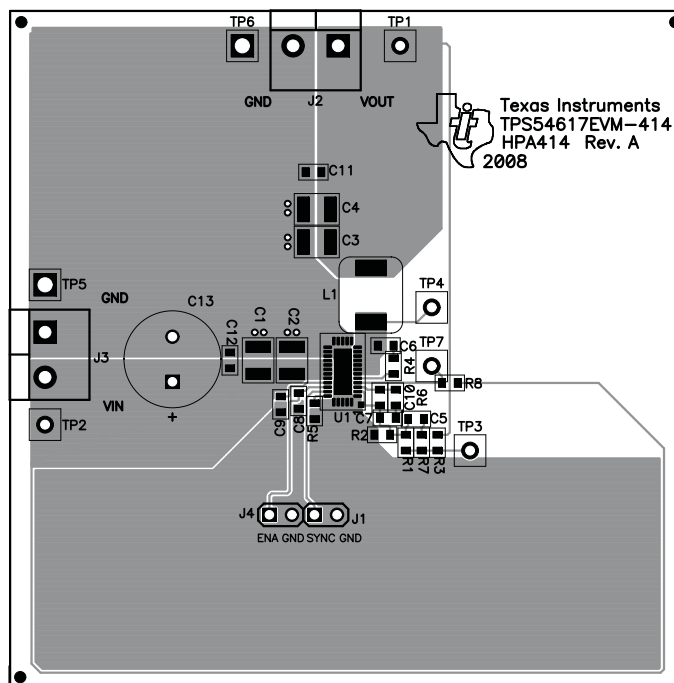 TP6
TP1
GND
J2
VOUT
Texas Instruments
TPS54617EVM-414
HPA414 Rev. A
2008
C11
C4
C3
TP5
GND
C13
L1
TP4
J3
C12
C1
C2
C6
TP7
R4
R8
VIN
+
TP2
C9
C8
R5
U1
C7
C10
R6
C5
R2
R1
R7
R3
TP3
J4
J1
ENA GND
SYNC GND